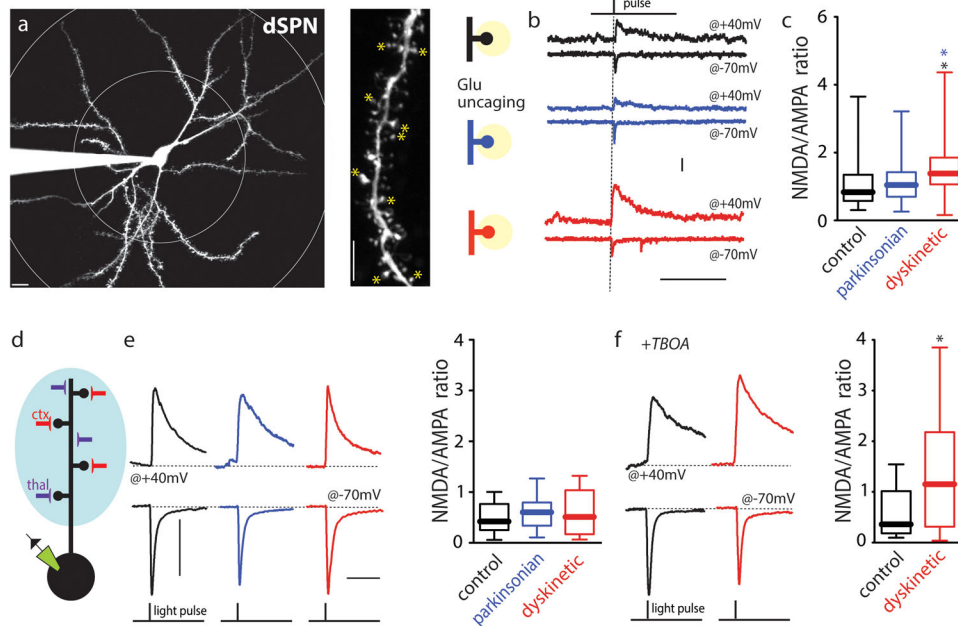 a
dSPN
b
pulse
@+40mV
@-70mV
Glu
uncaging
@+40mV
@-70mV
@+40mV
@-70mV
c
NMDA/AMPA ratio
6
4
2
0
**
control
parkinsonian
dyskinetic
d
ctx
thal
e
@+40mV
@-70mV
light pulse
NMDA/AMPA ratio
4
3
2
1
0
control
parkinsonian
dyskinetic
f
+TBOA
@+40mV
@-70mV
light pulse
NMDA/AMPA ratio
4
3
2
1
0
*
control
dyskinetic